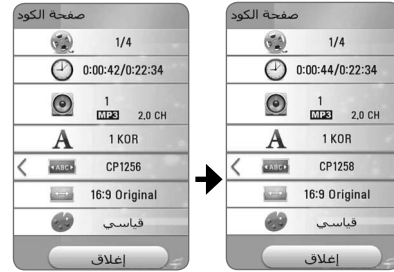 صفحة الكود
1/4
0:00:42/0:22:34
1
MP3 2,0 CH
A 1 KOR
ABC CP1256
16:9 Original
قياسي
إغلاق
صفحة الكود
1/4
0:00:44/0:22:34
1
MP3 2,0 CH
A 1 KOR
ABC CP1258
16:9 Original
قياسي
إغلاق